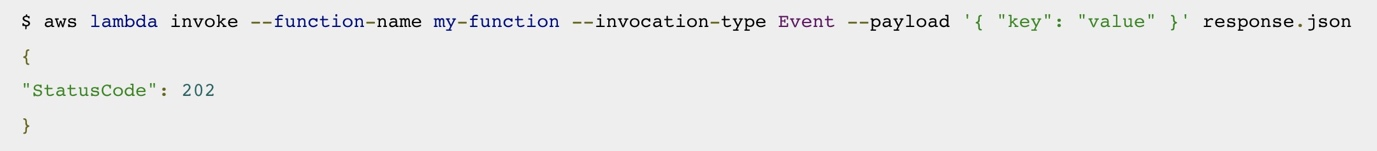 $ aws lambda invoke --function-name my-function --invocation-type Event --payload '{ "key": "value" }' response.json
{
"StatusCode": 202
}